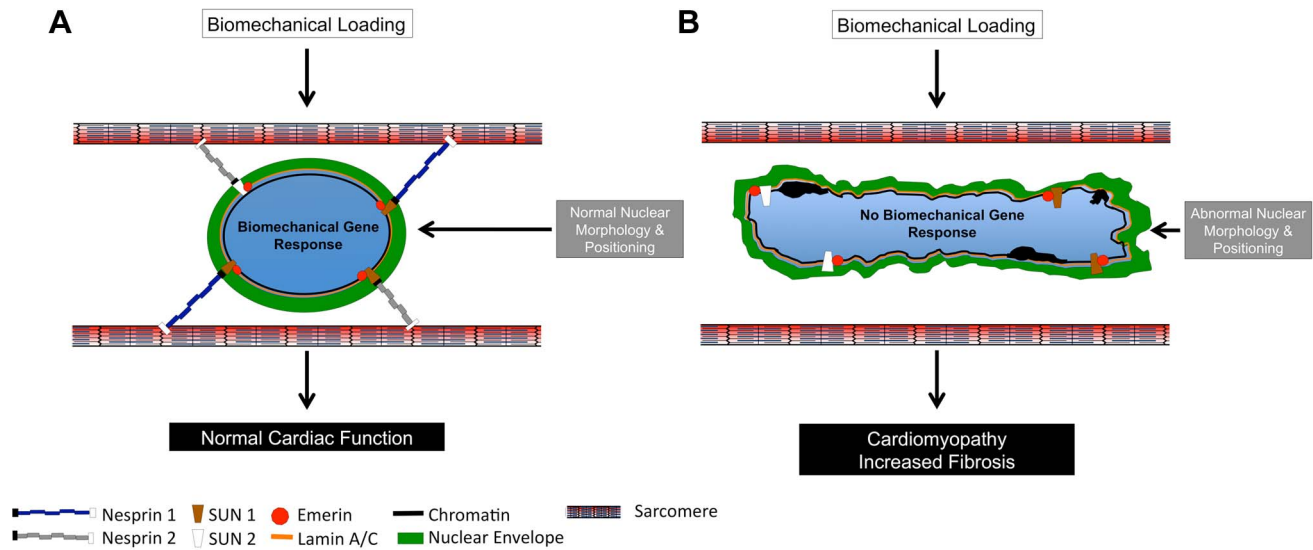 A
Biomechanical Loading
Biomechanical Gene
Response
Normal Nuclear
Morphology &
Positioning
Normal Cardiac Function
B
Biomechanical Loading
No Biomechanical Gene
Response
Abnormal Nuclear
Morphology &
Positioning
Cardiomyopathy
Increased Fibrosis
Nesprin 1
SUN 1
Emerin
Chromatin
Sarcomere
Nesprin 2
SUN 2
Lamin A/C
Nuclear Envelope